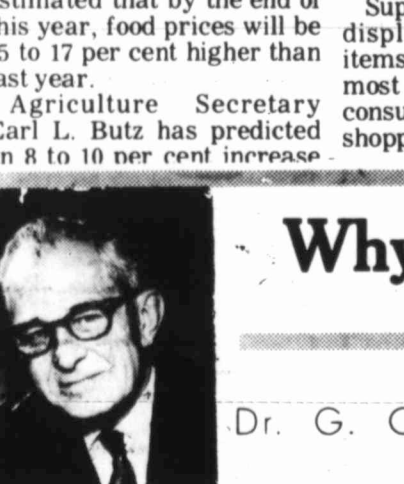 stimated that by the end of
his year, food prices will be
5 to 17 per cent higher than
ast year.
Agriculture Secretary
Carl L. Butz has predicted
n 8 to 10 per cent increase
Sup
displ
items
most
consu
shopp
Why
Dr. G. C